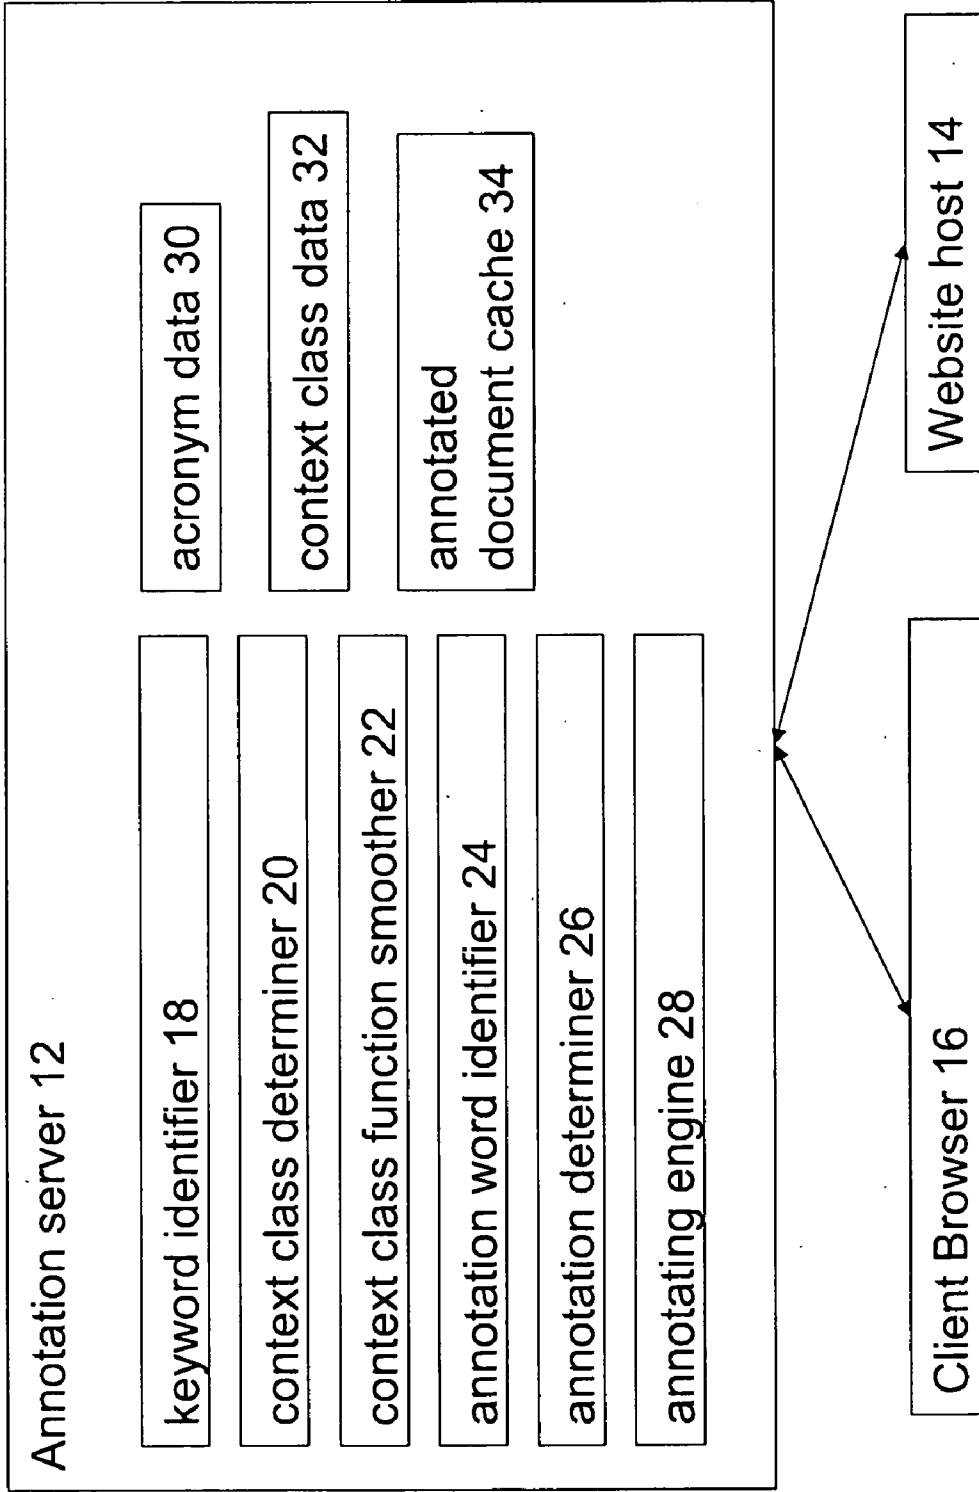 Annotation server 12
keyword identifier 18
context class determiner 20
context class function smoother 22
annotation word identifier 24
annotation determiner 26
annotating engine 28
acronym data 30
context class data 32
annotated
document cache 34
Client Browser 16
Website host 14